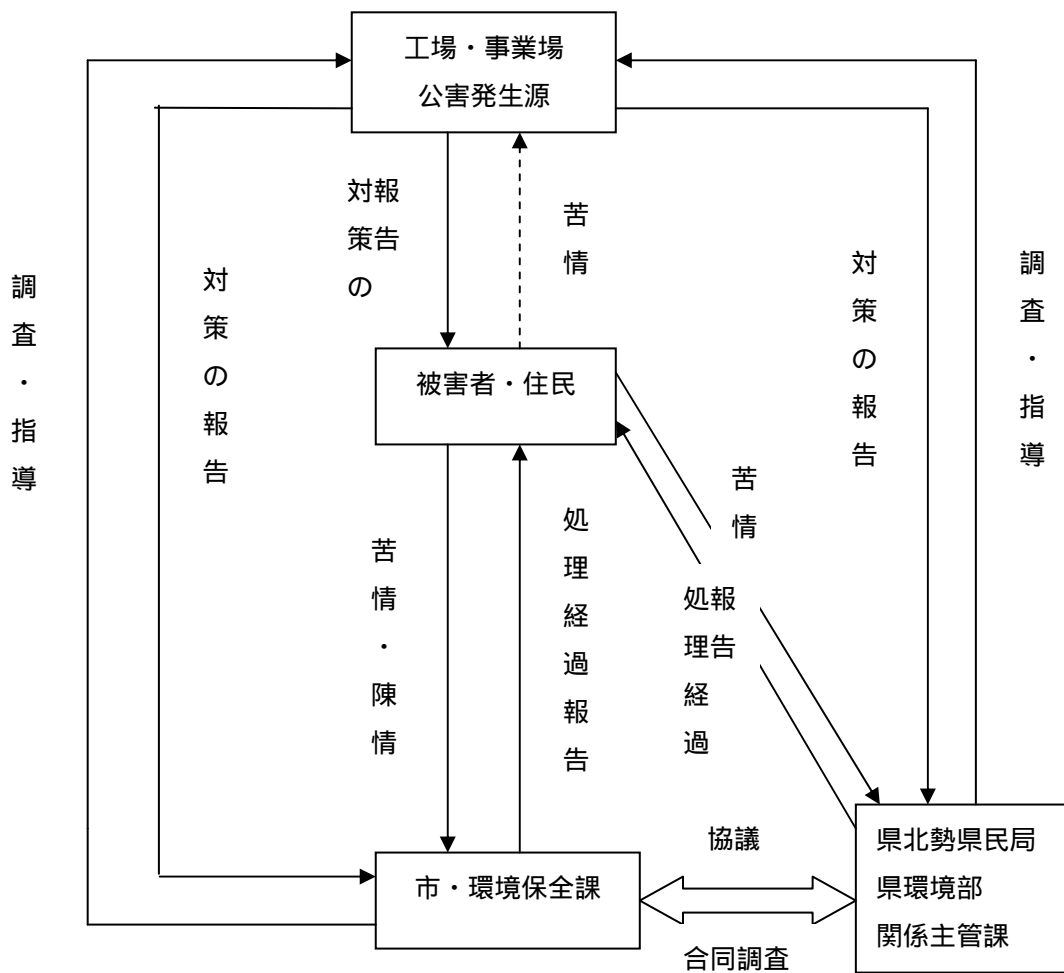 工場・事業場
公害発生源
対策の報告
苦情
調査・指導
対策の報告
対策の報告
調査・指導
被害者・住民
苦情
処理経過報告
苦情・陳情
処理経過報告
協議
県北勢県民局
県環境部
関係主管課
市・環境保全課
合同調査